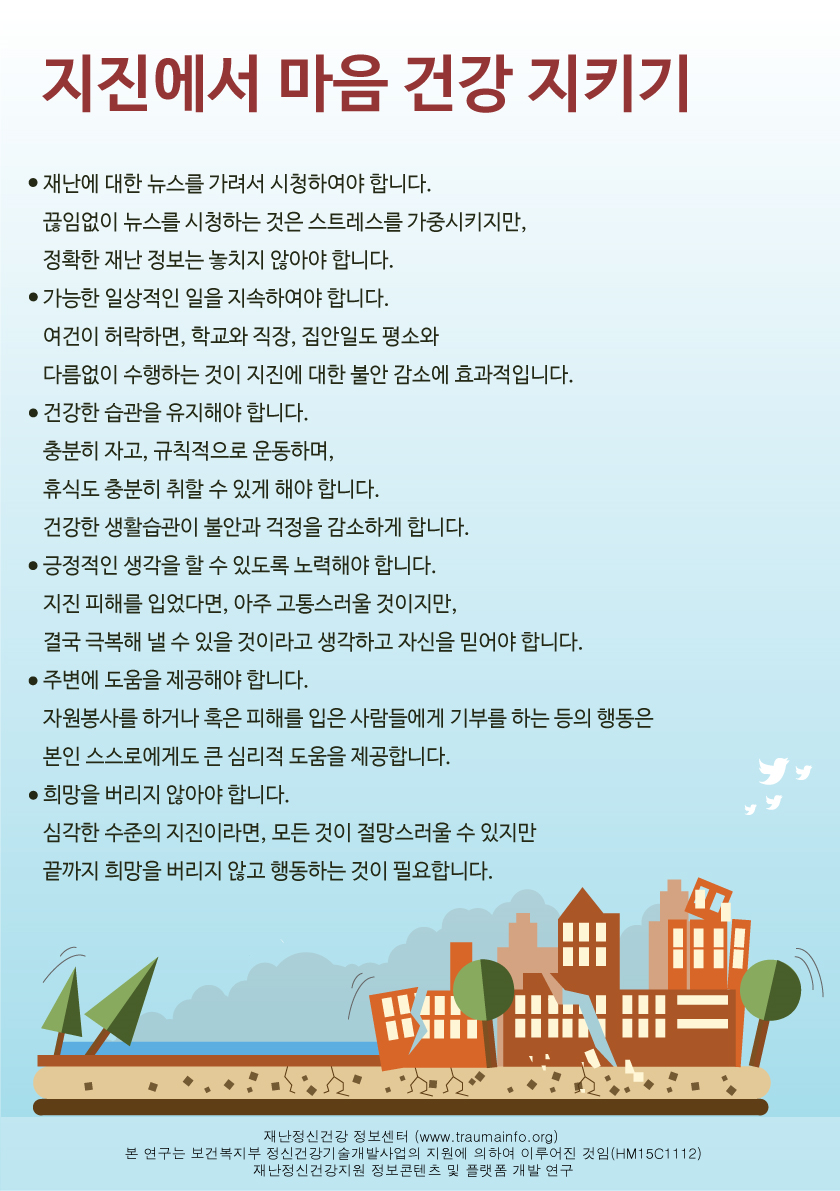 지진에서 마음 건강 지키기
● 재난에 대한 뉴스를 가려서 시청하여야 합니다.
끊임없이 뉴스를 시청하는 것은 스트레스를 가중시키지만,
정확한 재난 정보는 놓치지 않아야 합니다.
● 가능한 일상적인 일을 지속하여야 합니다.
여건이 허락하면, 학교와 직장, 집안일도 평소와
다름없이 수행하는 것이 지진에 대한 불안 감소에 효과적입니다.
● 건강한 습관을 유지해야 합니다.
충분히 자고, 규칙적으로 운동하며,
휴식도 충분히 취할 수 있게 해야 합니다.
건강한 생활습관이 불안과 걱정을 감소하게 합니다.
● 긍정적인 생각을 할 수 있도록 노력해야 합니다.
지진 피해를 입었다면, 아주 고통스러울 것이지만,
결국 극복해 낼 수 있을 것이라고 생각하고 자신을 믿어야 합니다.
● 주변에 도움을 제공해야 합니다.
자원봉사를 하거나 혹은 피해를 입은 사람들에게 기부를 하는 등의 행동은
본인 스스로에게도 큰 심리적 도움을 제공합니다.
● 희망을 버리지 않아야 합니다.
심각한 수준의 지진이라면, 모든 것이 절망스러울 수 있지만
끝까지 희망을 버리지 않고 행동하는 것이 필요합니다.
재난정신건강 정보센터 (www.traumainfo.org)
본 연구는 보건복지부 정신건강기술개발사업의 지원에 의하여 이루어진 것임(HM15C1112)
재난정신건강지원 정보콘텐츠 및 플랫폼 개발 연구